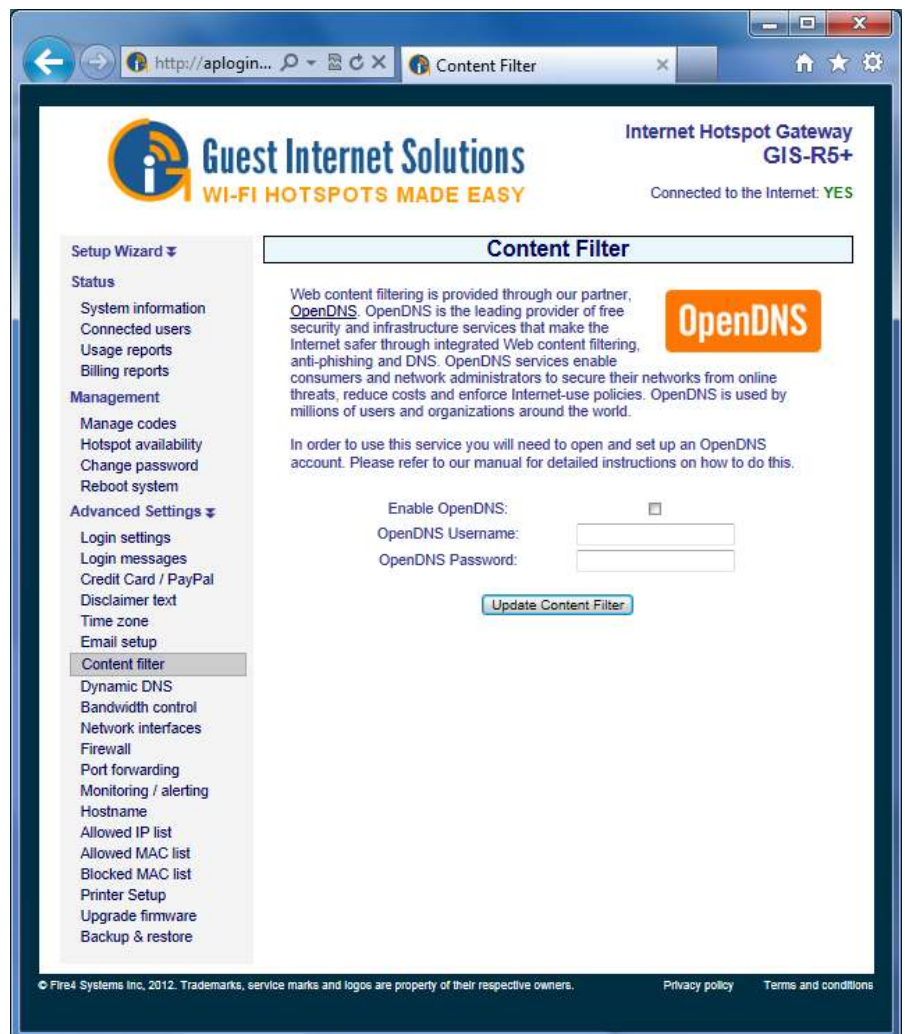 http://aplogin...
Content Filter
Guest Internet Solutions
WI-FI HOTSPOTS MADE EASY
Internet Hotspot Gateway
GIS-R5+
Connected to the Internet: YES
Setup Wizard
Status
System information
Connected users
Usage reports
Billing reports
Management
Manage codes
Hotspot availability
Change password
Reboot system
Advanced Settings
Login settings
Login messages
Credit Card / PayPal
Disclaimer text
Time zone
Email setup
Content filter
Dynamic DNS
Bandwidth control
Network interfaces
Firewall
Port forwarding
Monitoring / alerting
Hostname
Allowed IP list
Allowed MAC list
Blocked MAC list
Printer Setup
Upgrade firmware
Backup & restore
Content Filter
Web content filtering is provided through our partner,
OpenDNS. OpenDNS is the leading provider of free
security and infrastructure services that make the
Internet safer through integrated Web content filtering,
anti-phishing and DNS. OpenDNS services enable
consumers and network administrators to secure their networks from online
threats, reduce costs and enforce Internet-use policies. OpenDNS is used by
millions of users and organizations around the world.
OpenDNS
In order to use this service you will need to open and set up an OpenDNS
account. Please refer to our manual for detailed instructions on how to do this.
Enable OpenDNS:
OpenDNS Username:
OpenDNS Password:
Update Content Filter
© Fire4 Systems Inc, 2012. Trademarks, service marks and logos are property of their respective owners.
Privacy policy
Terms and conditions